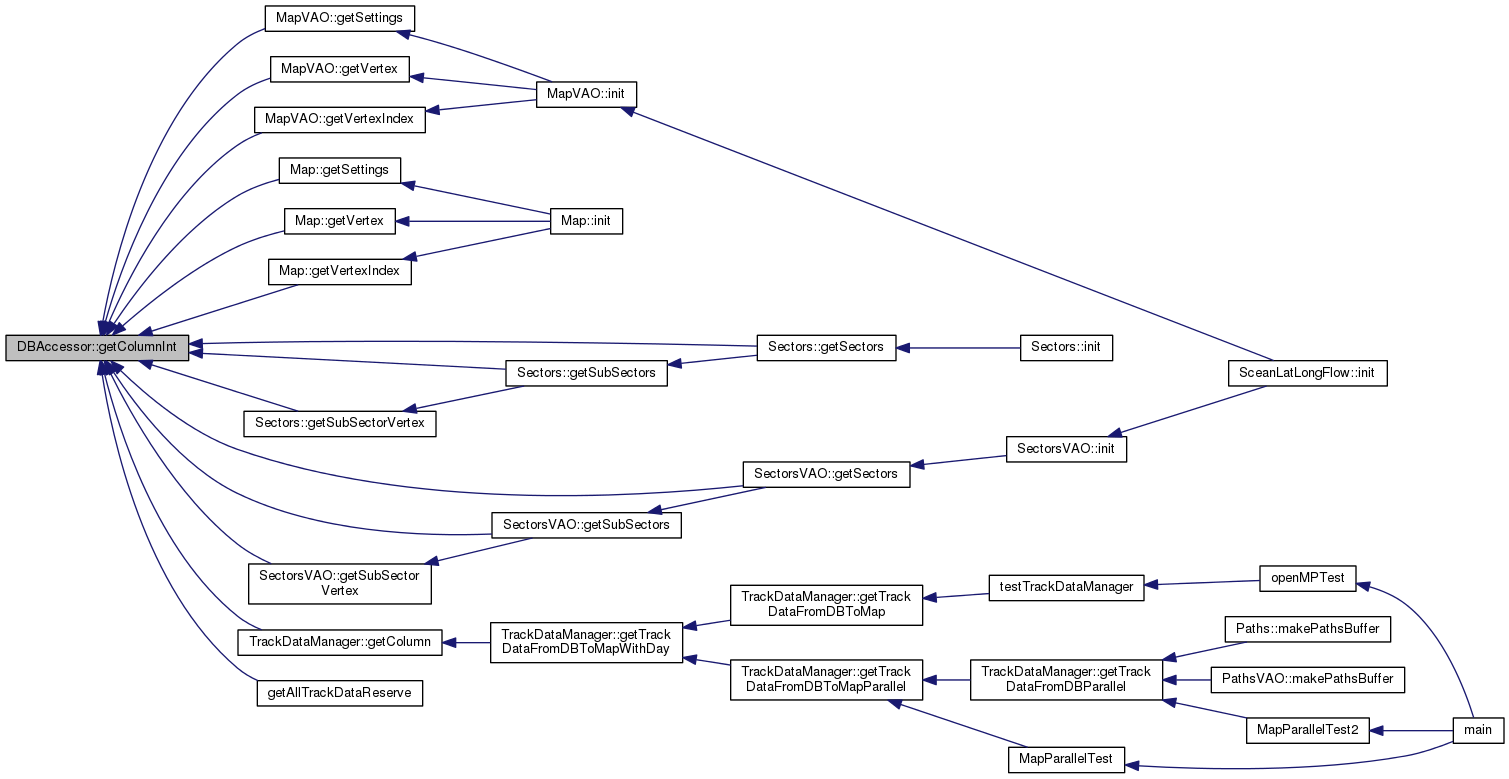 MapVAO::getSettings
MapVAO::getVertex
MapVAO::init
MapVAO::getVertexIndex
Map::getSettings
Map::getVertex
Map::init
Map::getVertexIndex
DBAccessor::getColumnInt
Sectors::getSectors
Sectors::init
Sectors::getSubSectors
SceanLatLongFlow::init
Sectors::getSubSectorVertex
SectorsVAO::init
SectorsVAO::getSectors
SectorsVAO::getSubSectors
SectorsVAO::getSubSector
Vertex
openMPTest
testTrackDataManager
TrackDataManager::getTrack
DataFromDBToMap
Paths::makePathsBuffer
TrackDataManager::getColumn
TrackDataManager::getTrack
DataFromDBToMapWithDay
TrackDataManager::getTrack
DataFromDBToMapParallel
TrackDataManager::getTrack
DataFromDBParallel
PathsVAO::makePathsBuffer
getAllTrackDataReserve
MapParallelTest2
main
MapParallelTest